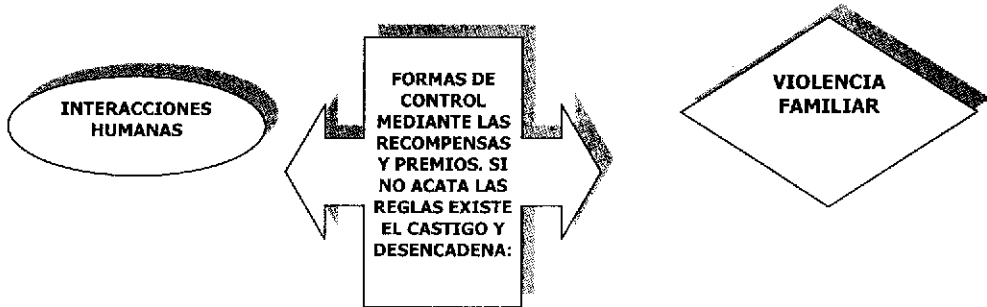 INTERACCIONES
HUMANAS
FORMAS DE
CONTROL
MEDIANTE LAS
RECOMPENSAS
Y PREMIOS. SI
NO ACATA LAS
REGLAS EXISTE
EL CASTIGO Y
DESENCADENA:
VIOLENCIA
FAMILIAR